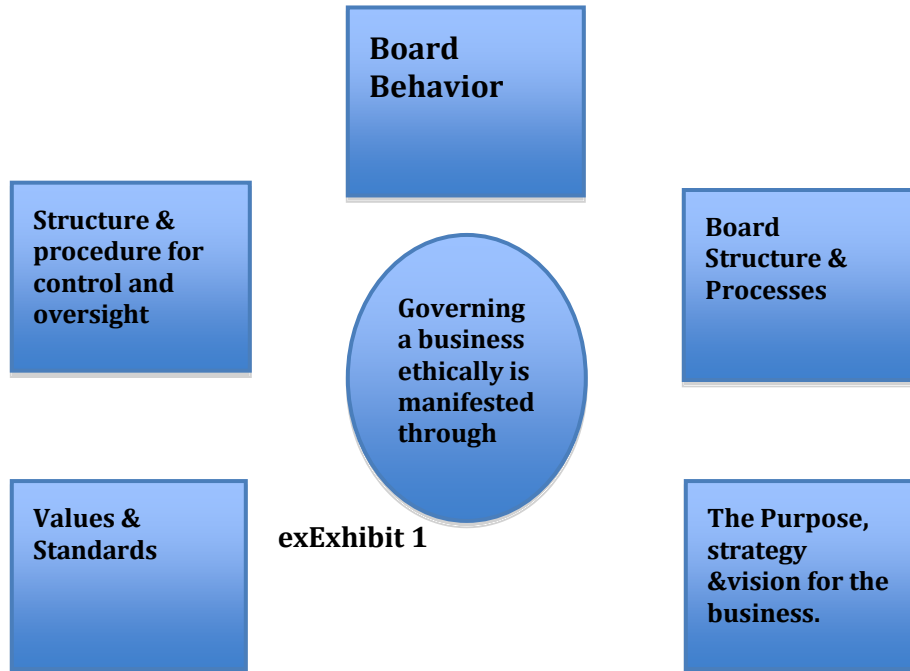 Board
Behavior
Structure &
procedure for
control and
oversight
Board
Structure &
Processes
Governing
a business
ethically is
manifested
through
Values &
Standards
exExhibit 1
The Purpose,
strategy
&vision for the
business.